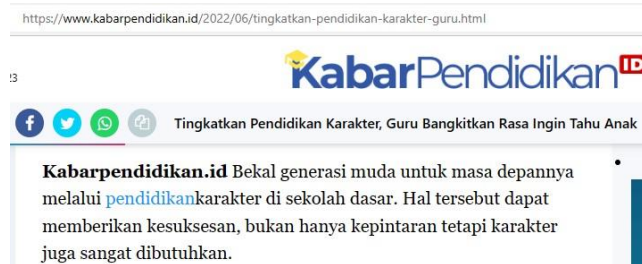 https://www.kabarpendidikan.id/2022/06/tingkatkan-pendidikan-karakter-guru.html
23
KabarPendidikan ID
Tingkatkan Pendidikan Karakter, Guru Bangkitkan Rasa Ingin Tahu Anak
Kabarpendidikan.id Bekal generasi muda untuk masa depannya
melalui pendidikankarakter di sekolah dasar. Hal tersebut dapat
memberikan kesuksesan, bukan hanya kepintaran tetapi karakter
juga sangat dibutuhkan.